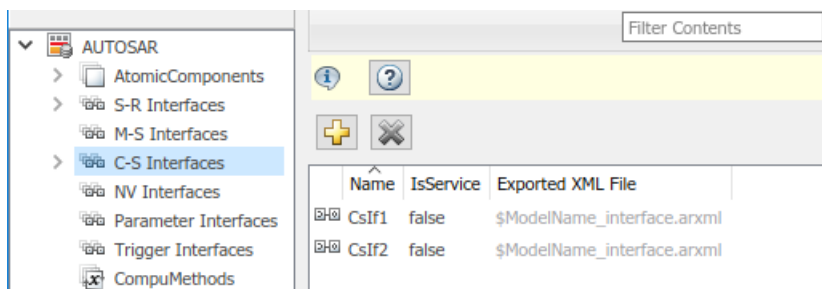 Filter Contents
AUTOSAR
AtomicComponents
S-R Interfaces
M-S Interfaces
C-S Interfaces
NV Interfaces
Parameter Interfaces
Trigger Interfaces
CompuMethods
Name IsService Exported XML File
CsIf1 false $ModelName_interface.arxml
CsIf2 false $ModelName_interface.arxml